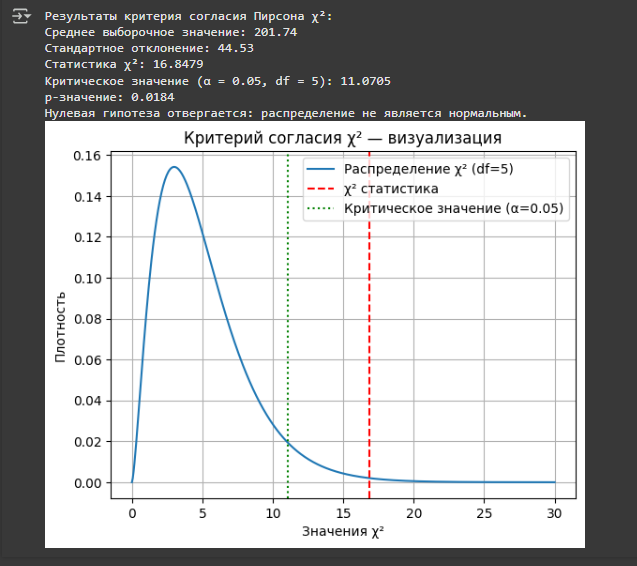 Результаты критерия согласия Пирсона χ²:
Среднее выборочное значение: 201.74
Стандартное отклонение: 44.53
Статистика χ²: 16.8479
Критическое значение (α = 0.05, df = 5): 11.0705
p-значение: 0.0184
Нулевая гипотеза отвергается: распределение не является нормальным.
Критерий согласия χ² — визуализация
Распределение χ² (df=5)
χ² статистика
Критическое значение (α=0.05)
Плотность
0.16
0.14
0.12
0.10
0.08
0.06
0.04
0.02
0.00
0 5 10 15 20 25 30
Значения χ²